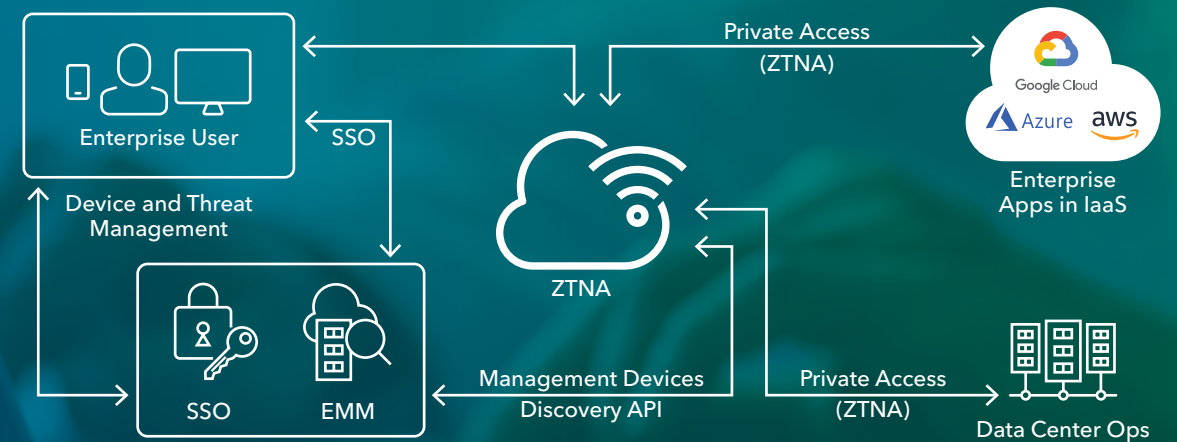 Private Access
(ZTNA)
Google Cloud
Azure
aws
Enterprise
Apps in IaaS
Enterprise User
SSO
Device and Threat
Management
ZTNA
SSO
EMM
Management Devices
Discovery API
Private Access
(ZTNA)
Data Center Ops